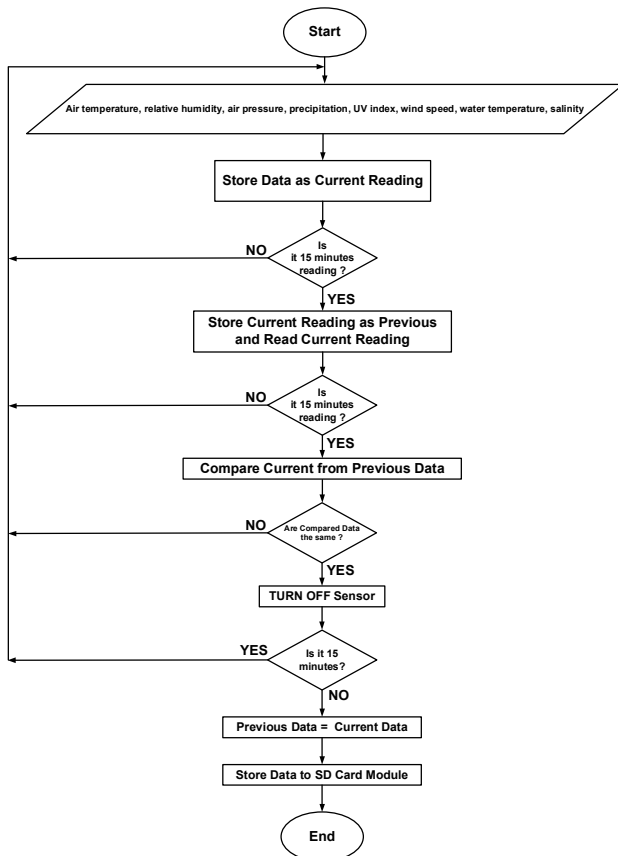 Start
Air temperature, relative humidity, air pressure, precipitation, UV index, wind speed, water temperature, salinity
Store Data as Current Reading
NO
Is
it 15 minutes
reading ?
YES
Store Current Reading as Previous
and Read Current Reading
NO
Is
it 15 minutes
reading ?
YES
Compare Current from Previous Data
NO
Are Compared Data
the same ?
YES
TURN OFF Sensor
YES
Is it 15
minutes?
NO
Previous Data = Current Data
Store Data to SD Card Module
End